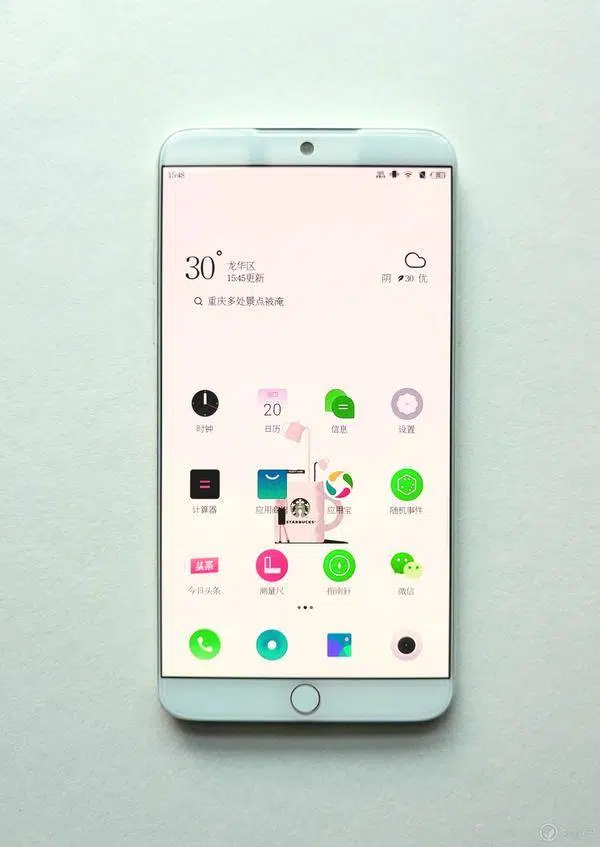 15:48
30°
龙华区
15:45更新
阴 30 优
重庆多处景点被淹
20
时钟
日历
信息
设置
计算器
应用宝
随机事件
STARBUCKS
头条
今日头条
测量尺
指南针
微信